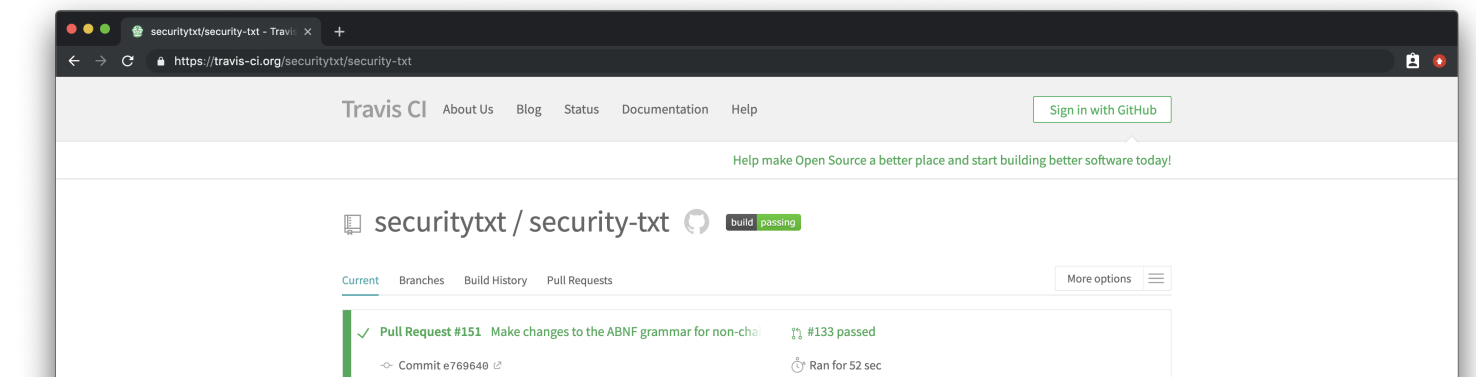 securitytxt/security-txt - Travis
https://travis-ci.org/securitytxt/security-txt
Travis CI About Us Blog Status Documentation Help Sign in with GitHub
Help make Open Source a better place and start building better software today!
securitytxt / security-txt build passing
Current Branches Build History Pull Requests More options
Pull Request #151 Make changes to the ABNF grammar for non-cha #133 passed
Commit e769640 Ran for 52 sec